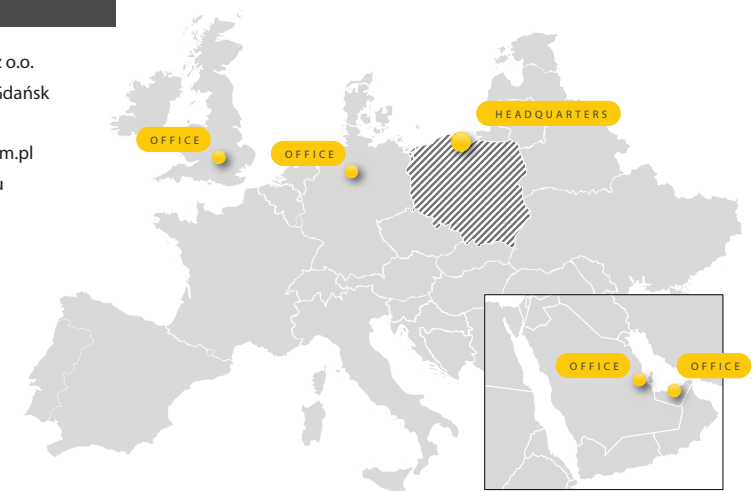 z o.o.
Gdańsk
m.pl
u
HEADQUARTERS
OFFICE
OFFICE
OFFICE
OFFICE